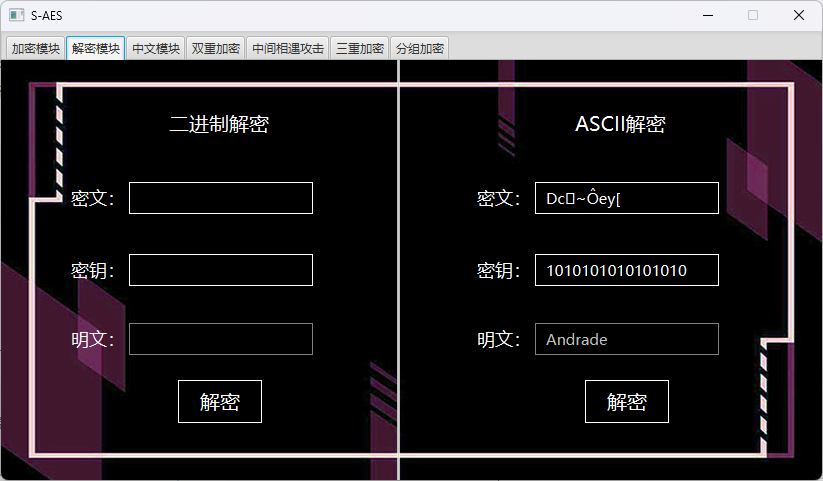 S-AES
加密模块 解密模块 中文模块 双重加密 中间相遇攻击 三重加密 分组加密
二进制解密
密文：
密钥：
明文：
解密
ASCII解密
密文： Dc▯~Ôey[
密钥： 1010101010101010
明文： Andrade
解密